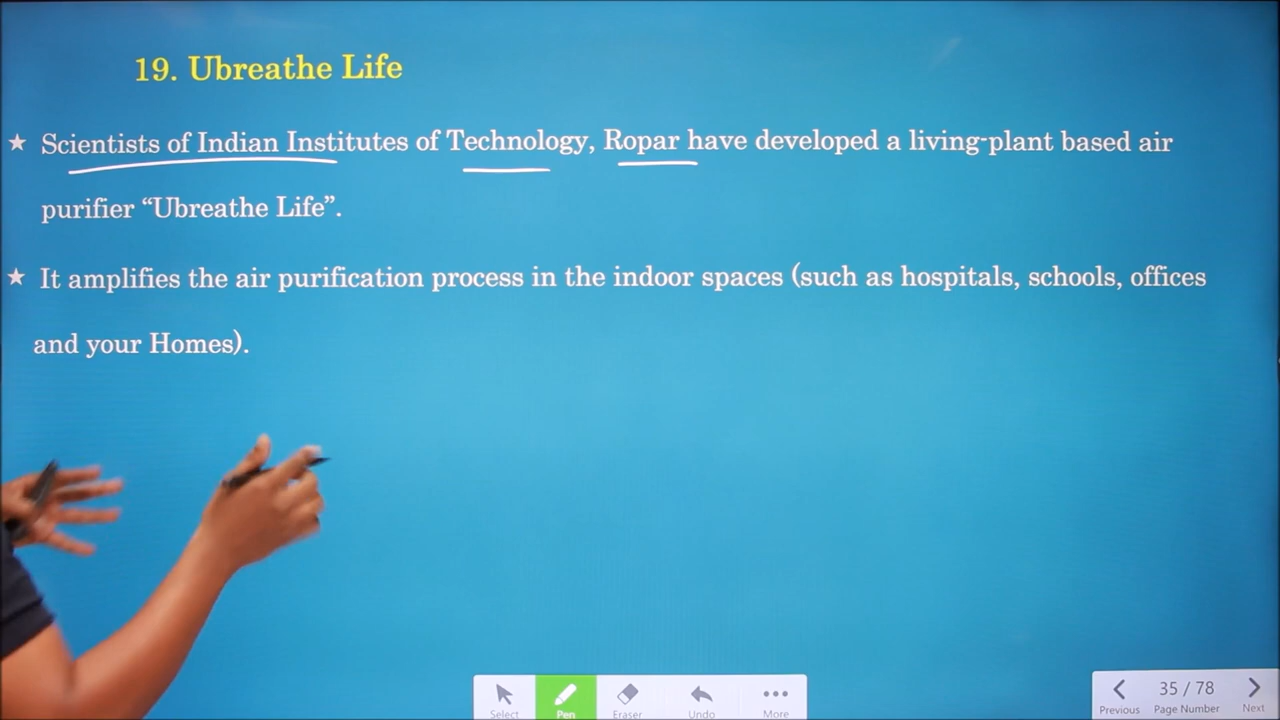 19. Ubreathe Life
★ Scientists of Indian Institutes of Technology, Ropar have developed a living-plant based air
purifier “Ubreathe Life”.
★ It amplifies the air purification process in the indoor spaces (such as hospitals, schools, offices
and your Homes).
Select Pen Eraser Undo More
Previous 35 / 78 Page Number Next